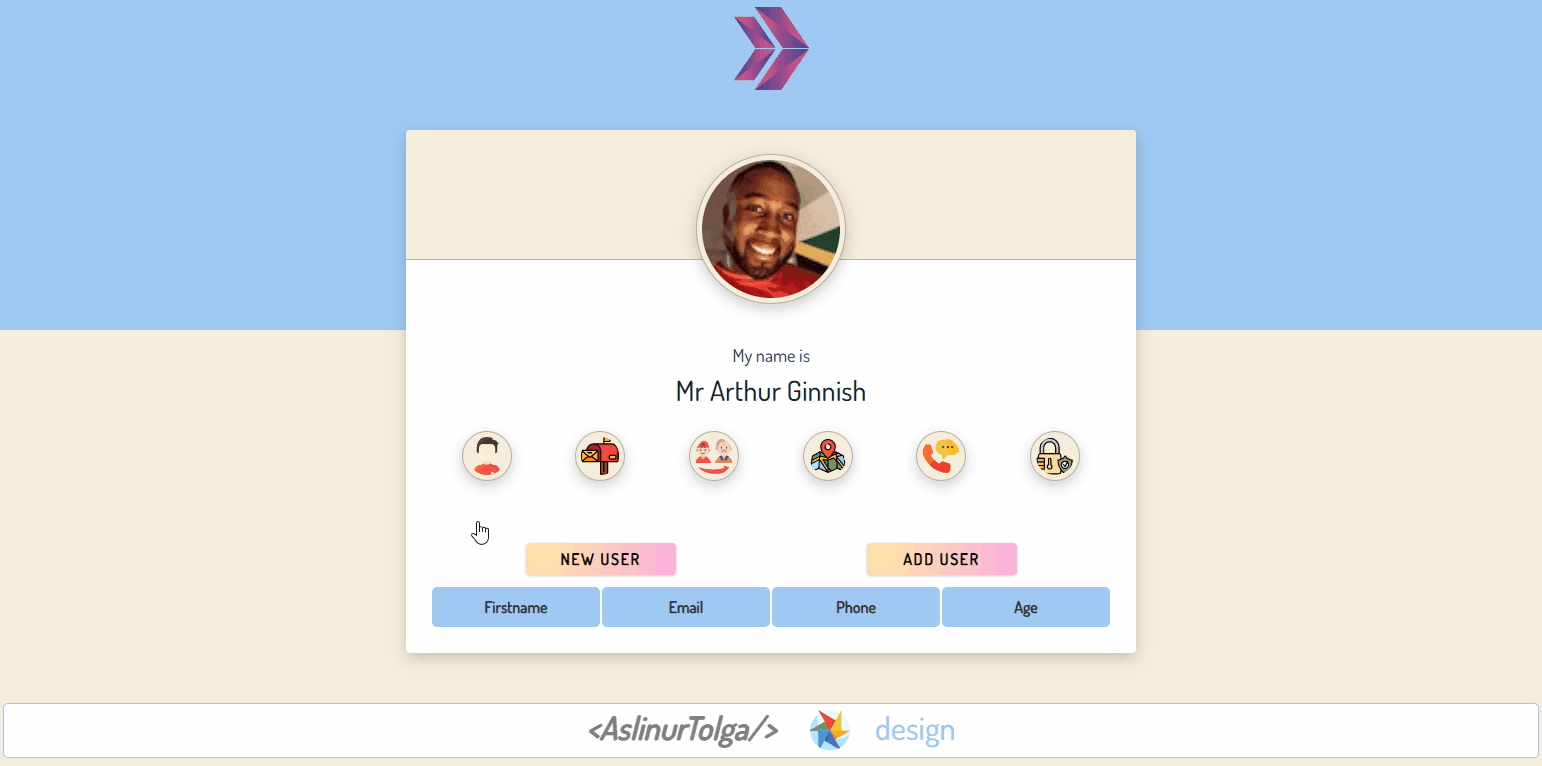 My name is
Mr Arthur Ginnish
NEW USER ADD USER
Firstname Email Phone Age
<AslinurTolga/> design